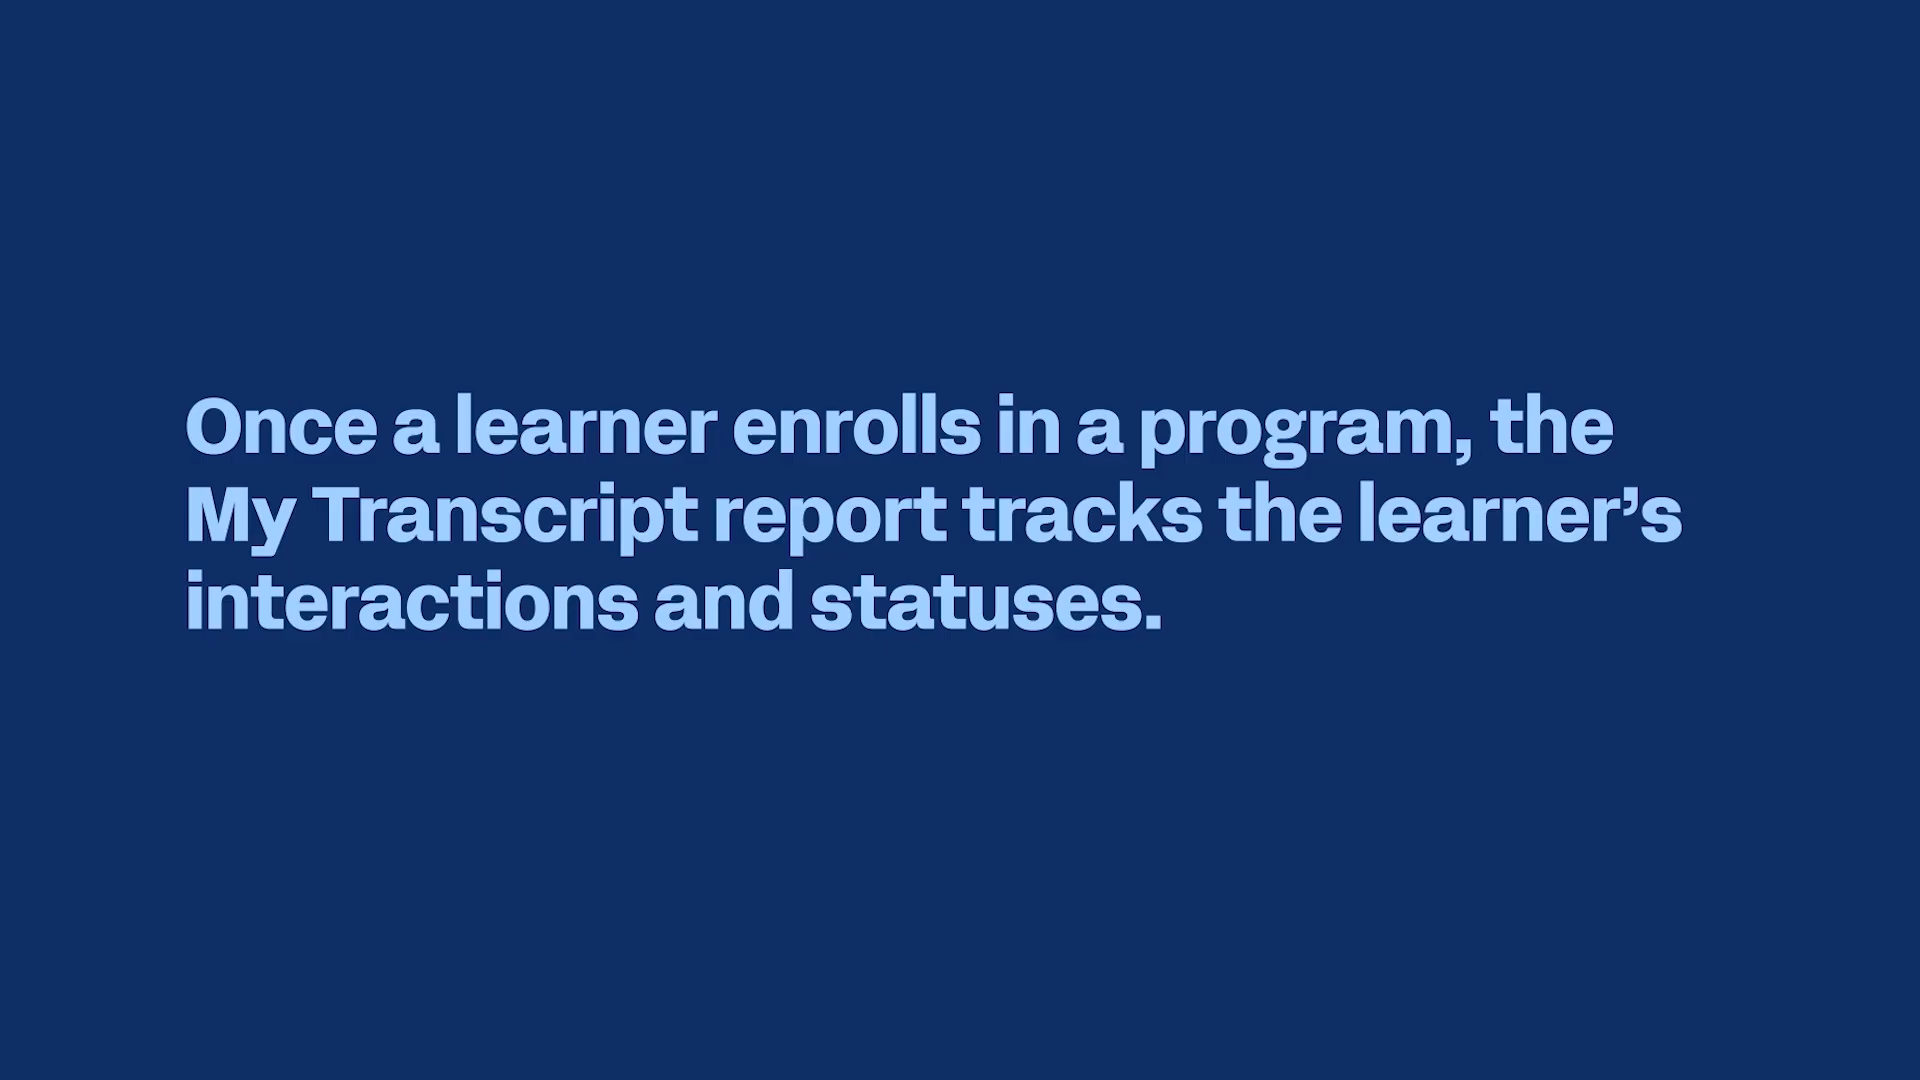 Once a learner enrolls in a program, the
My Transcript report tracks the learner’s
interactions and statuses.